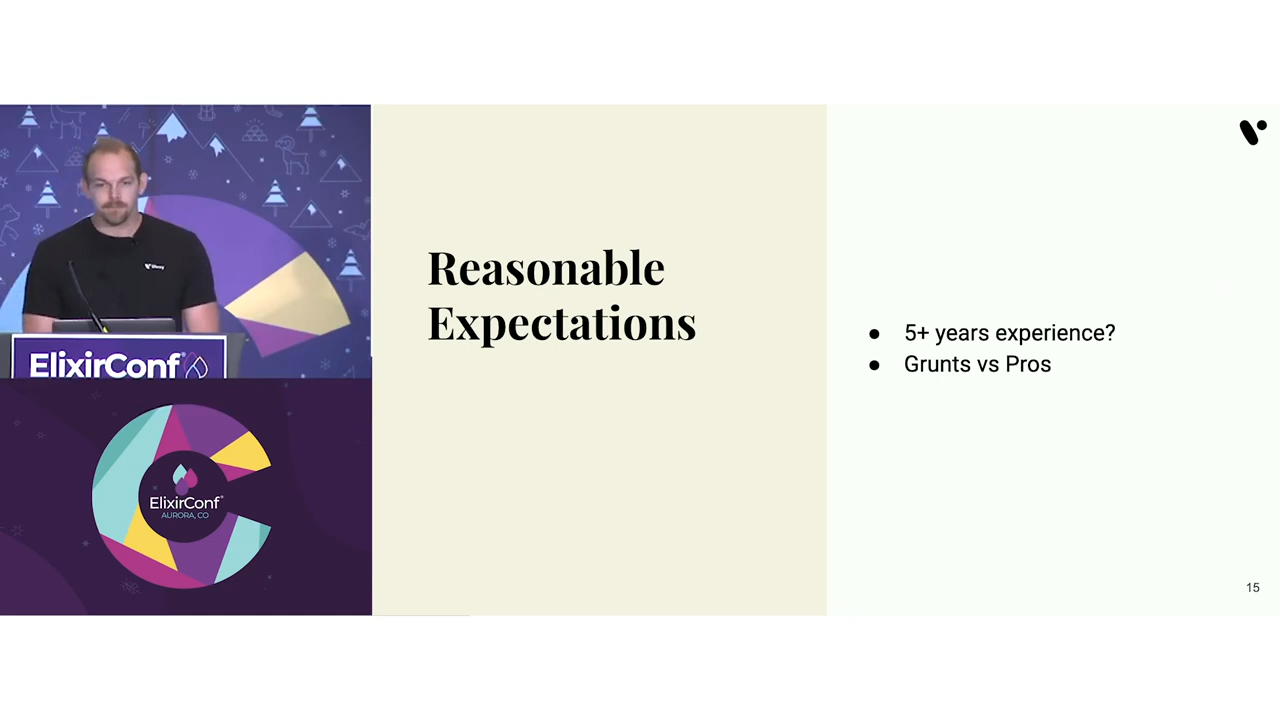 ElixirConf
ElixirConf
AURORA, CO
Reasonable
Expectations
5+ years experience?
Grunts vs Pros
15